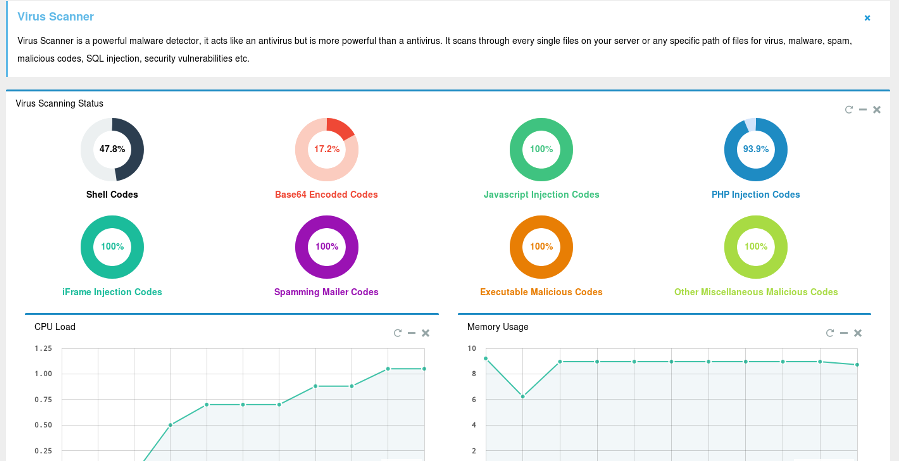 Virus Scanner
Virus Scanner is a powerful malware detector, it acts like an antivirus but is more powerful than a antivirus. It scans through every single files on your server or any specific path of files for virus, malware, spam,
malicious codes, SQL injection, security vulnerabilities etc.
Virus Scanning Status
47.8% 17.2% 100% 93.9%
Shell Codes Base64 Encoded Codes Javascript Injection Codes PHP Injection Codes
100% 100% 100% 100%
iFrame Injection Codes Spamming Mailer Codes Executable Malicious Codes Other Miscellaneous Malicious Codes
CPU Load
1.25
1.00
0.75
0.50
0.25
Memory Usage
10
8
6
4
2